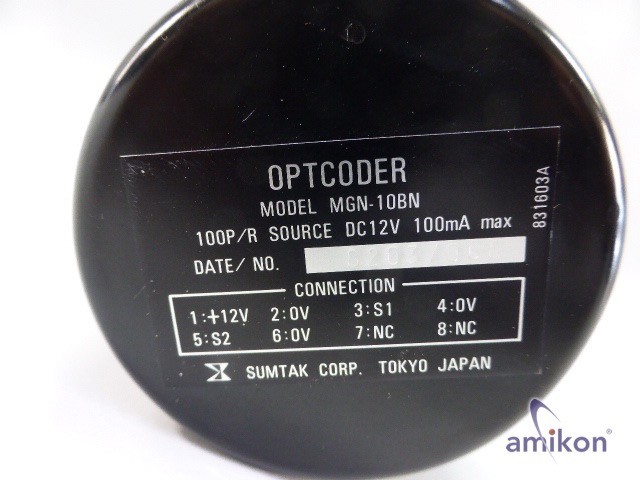 OPTCODER
MODEL MGN-10BN
100P/R SOURCE DC12V 100mA max
DATE/ NO.
CONNECTION
1:+12V 2:0V 3:S1 4:0V
5:S2 6:0V 7:NC 8:NC
SUMTAK CORP. TOKYO JAPAN
831603A
amikon®